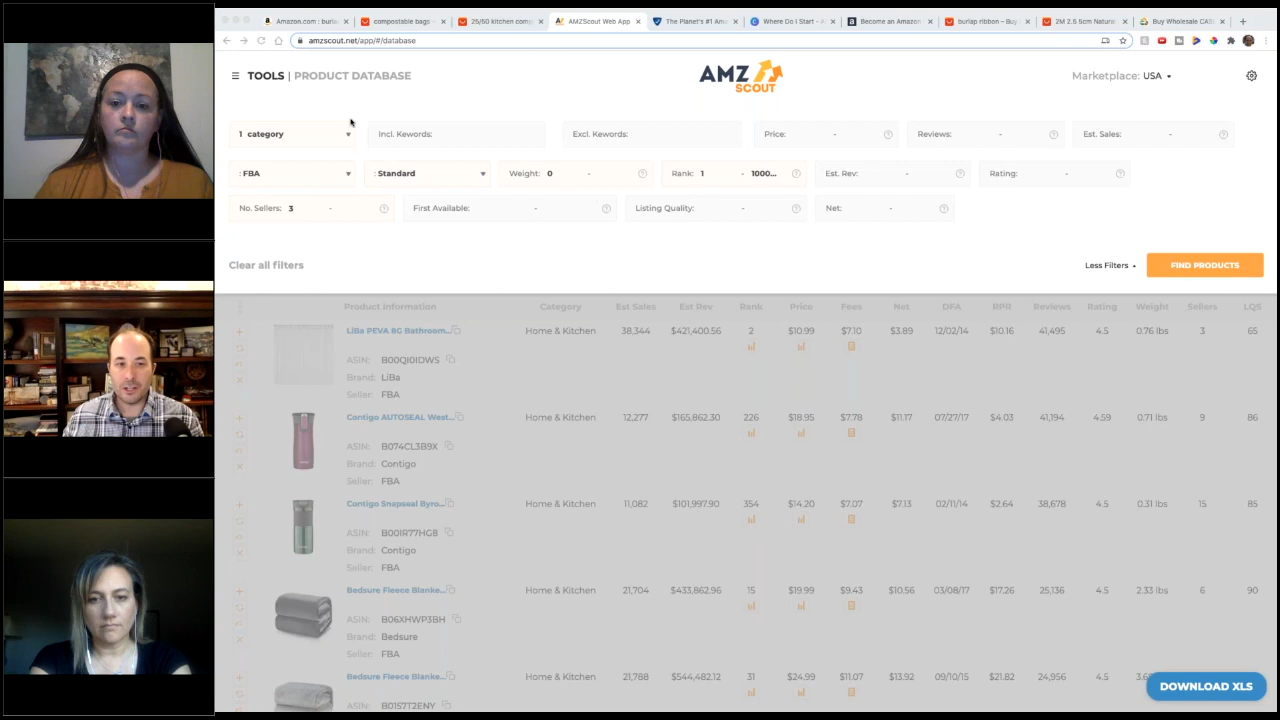 Amazon.com : burla
compostable bags –
25/50 kitchen comp
AMZScout Web App
The Planet's #1 Ama
Where Do I Start - A
Become an Amazon
burlap ribbon – Buy
2M 2.5 5cm Natural
Buy Wholesale CAS
amzscout.net/app/#/database
TOOLS | PRODUCT DATABASE
AMZ SCOUT
Marketplace: USA
1 category
Incl. Kewords:
Excl. Kewords:
Price: -
Reviews: -
Est. Sales: -
: FBA
: Standard
Weight: 0 -
Rank: 1 - 1000...
Est. Rev: -
Rating: -
No. Sellers: 3 -
First Available: -
Listing Quality: -
Net: -
Clear all filters
Less Filters
FIND PRODUCTS
Product Information Category Est Sales Est Rev Rank Price Fees Net DFA RPR Reviews Rating Weight Sellers LQS
LiBa PEVA 8G Bathroom... Home & Kitchen 38,344 $421,400.56 2 $10.99 $7.10 $3.89 12/02/14 $10.16 41,495 4.5 0.76 lbs 3 65
ASIN: B00QI0IDWS
Brand: LiBa
Seller: FBA
Contigo AUTOSEAL West... Home & Kitchen 12,277 $165,862.30 226 $18.95 $7.78 $11.17 07/27/17 $4.03 41,194 4.59 0.71 lbs 9 86
ASIN: B074CL3B9X
Brand: Contigo
Seller: FBA
Contigo Snapseal Byro... Home & Kitchen 11,082 $101,997.90 354 $14.20 $7.07 $7.13 02/11/14 $2.64 38,678 4.5 0.31 lbs 15 85
ASIN: B00IR77HG8
Brand: Contigo
Seller: FBA
Bedsure Fleece Blanke... Home & Kitchen 21,704 $433,862.96 15 $19.99 $9.43 $10.56 03/08/17 $17.26 25,136 4.5 2.33 lbs 6 90
ASIN: B06XHWP3BH
Brand: Bedsure
Seller: FBA
Bedsure Fleece Blanke... Home & Kitchen 21,788 $544,482.12 31 $24.99 $11.07 $13.92 09/10/15 $21.82 24,956 4.5
ASIN: B0157T2ENY
DOWNLOAD XLS